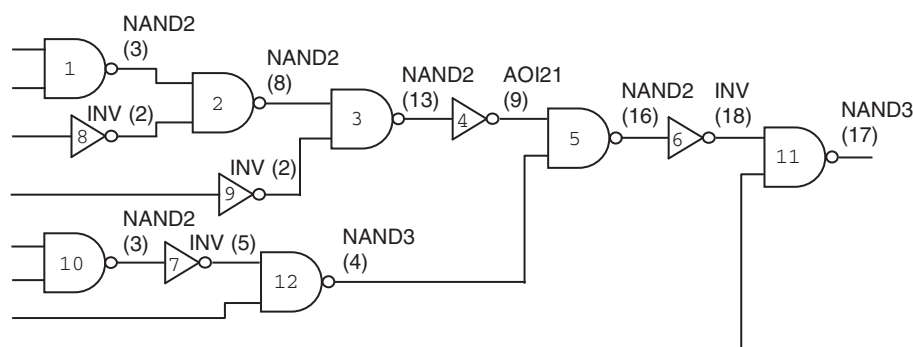 NAND2
(3)
1
INV (2)
8
NAND2
(8)
2
INV (2)
9
NAND2
(13)
3
AOI21
(9)
4
NAND2
(16)
5
INV
(18)
6
NAND3
(17)
11
NAND2
(3)
10
INV (5)
7
NAND3
(4)
12